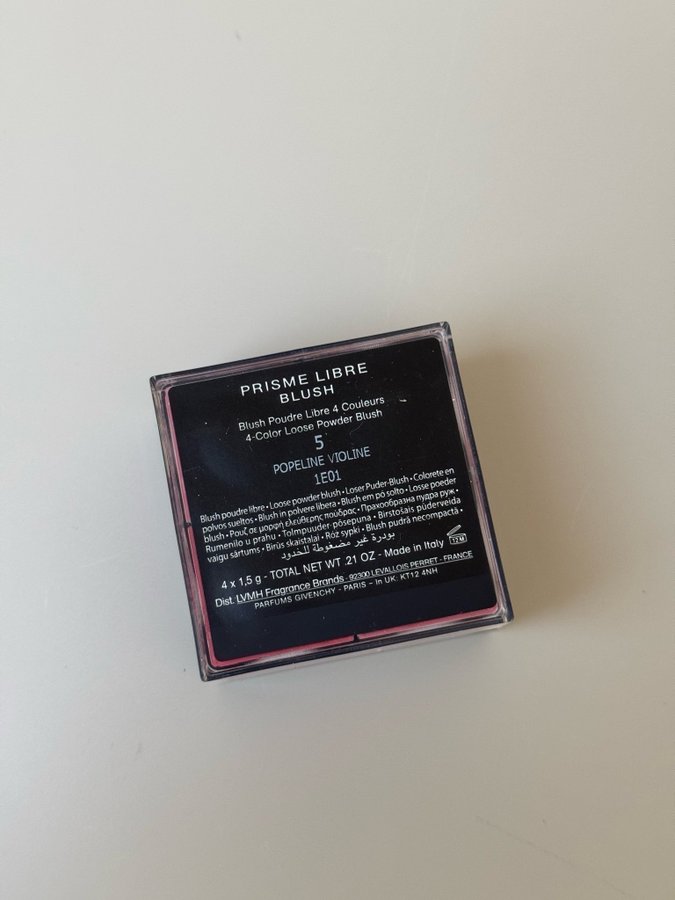 PRISME LIBRE
BLUSH
Blush Poudre Libre 4 Couleurs
4-Color Loose Powder Blush
5
POPELINE VIOLINE
1E01
Blush poudre libre • Loose powder blush • Loser Puder-Blush • Colorete en
polvos sueltos • Blush in polvere libera • Blush em pó solto • Losse poeder
blush • Ρουζ σε μορφή ελεύθερης πούδρας • Прахообразна пудра руж •
Rumenilo u prahu • Tolmpuuder põsepuna • Birstošais pūderveida
vaigu sārtums • Birūs skaistalai • Róż sypki • Blush pudră necompactă •
بودرة غير مضغوطة للخدود
4 x 1,5 g - TOTAL NET WT .21 OZ - Made in Italy
12 M
Dist. LVMH Fragrance Brands - 92300 LEVALLOIS PERRET - FRANCE
PARFUMS GIVENCHY - PARIS - In UK: KT12 4NH